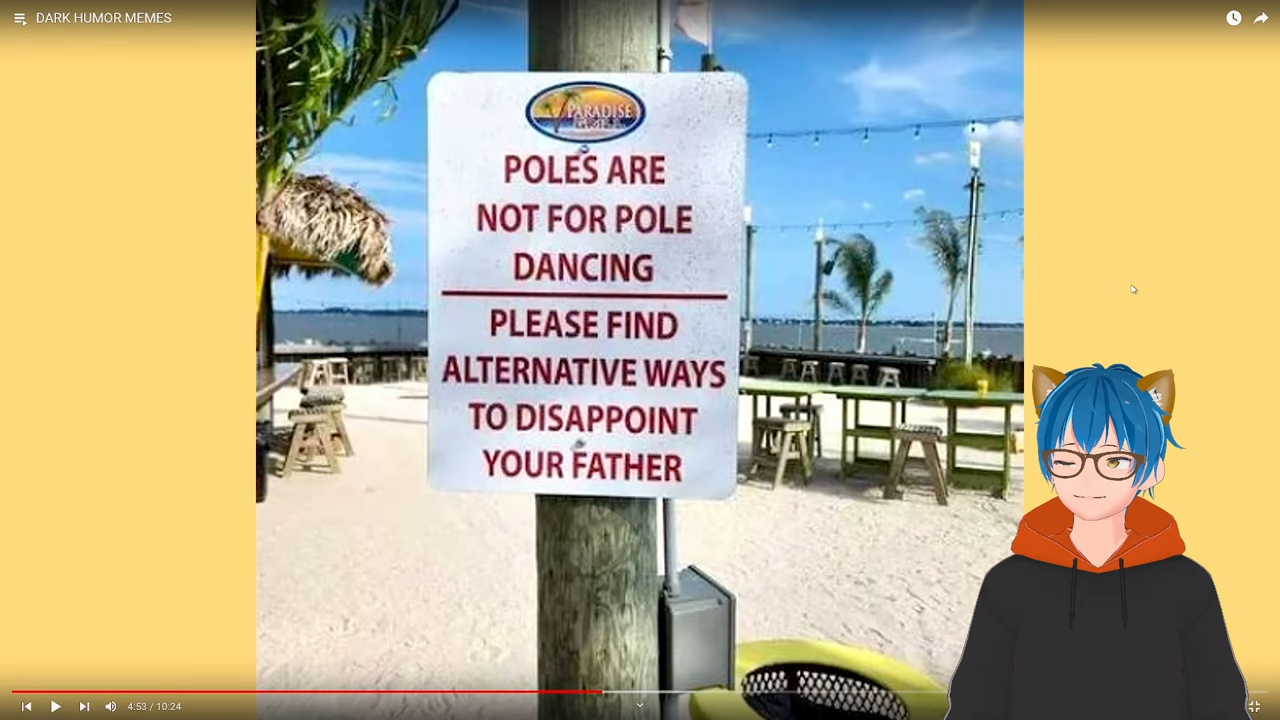 DARK HUMOR MEMES
PARADISE
POLES ARE
NOT FOR POLE
DANCING
PLEASE FIND
ALTERNATIVE WAYS
TO DISAPPOINT
YOUR FATHER
4:53 / 10:24